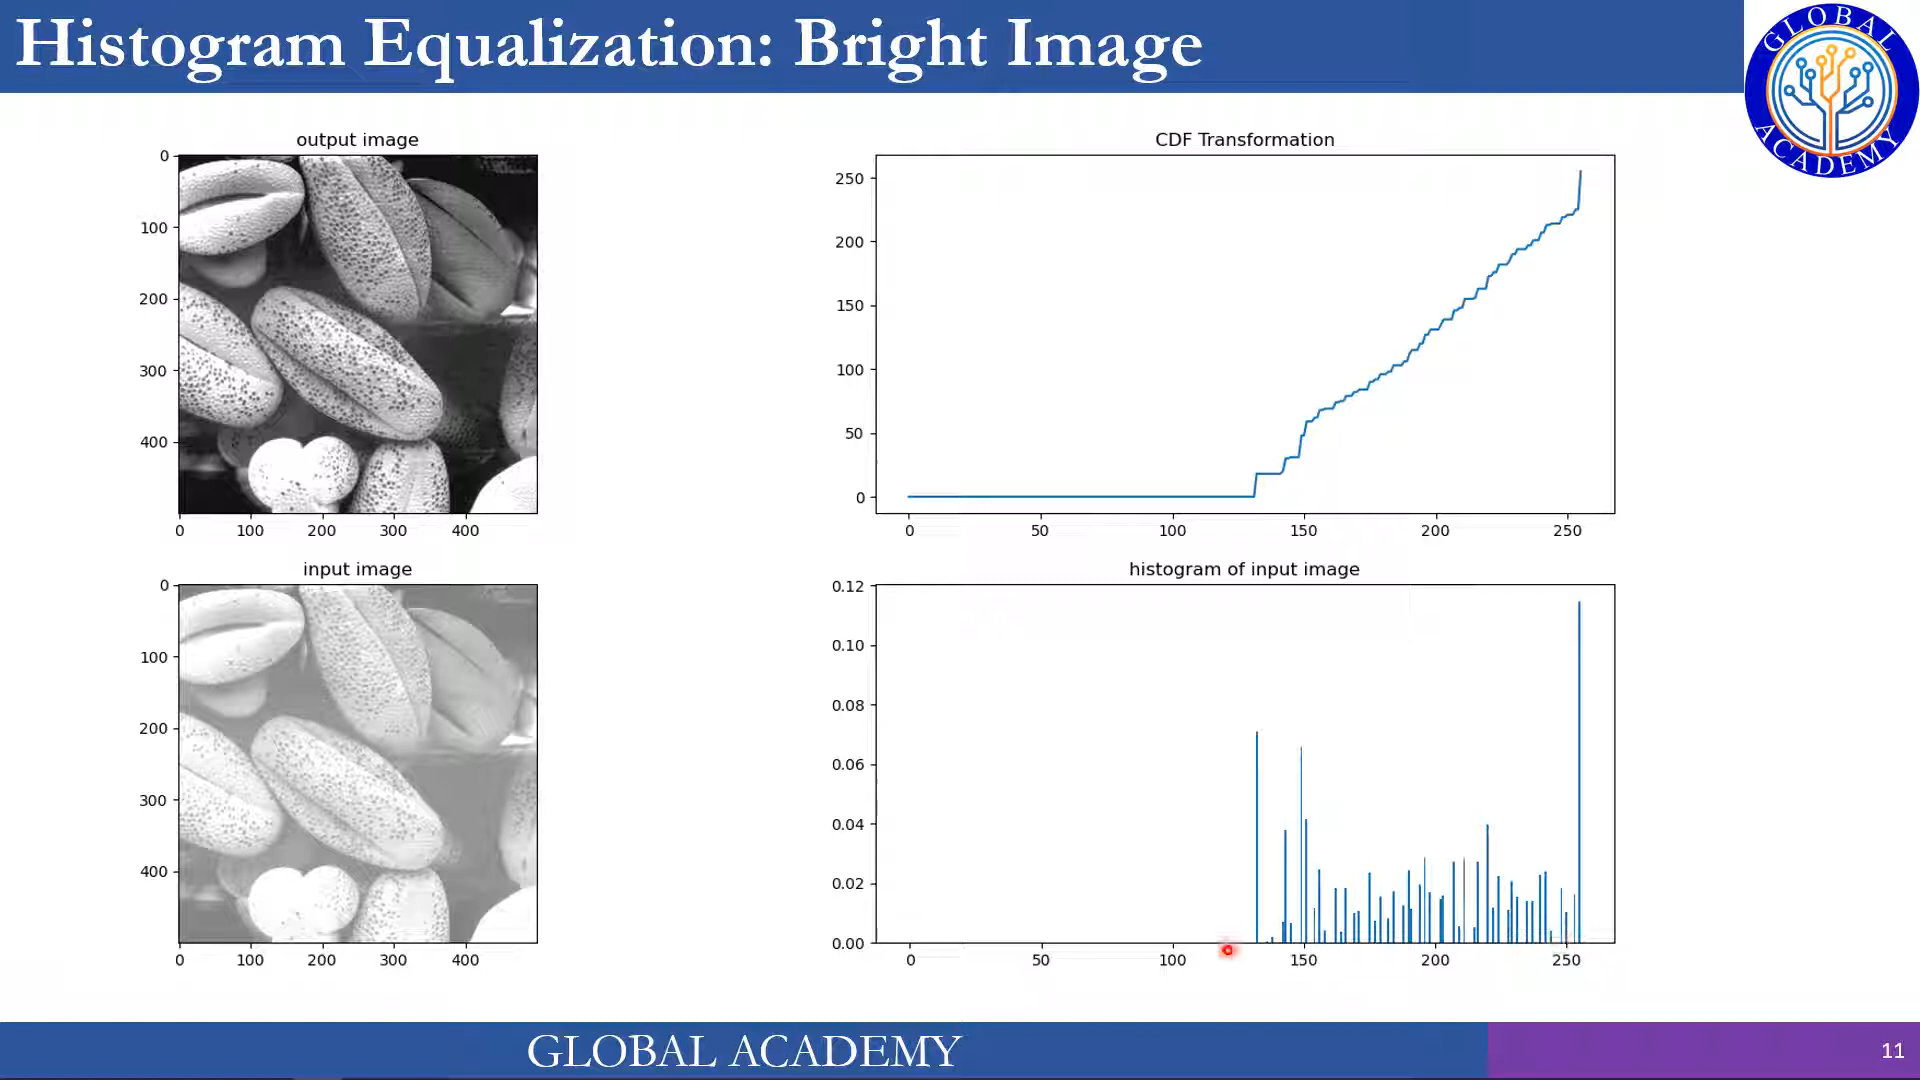 Histogram Equalization: Bright Image
GLOBAL
ACADEMY
output image
0
100
200
300
400
0 100 200 300 400
CDF Transformation
250
200
150
100
50
0
0 50 100 150 200 250
input image
0
100
200
300
400
0 100 200 300 400
histogram of input image
0.12
0.10
0.08
0.06
0.04
0.02
0.00
0 50 100 150 200 250
GLOBAL ACADEMY
11